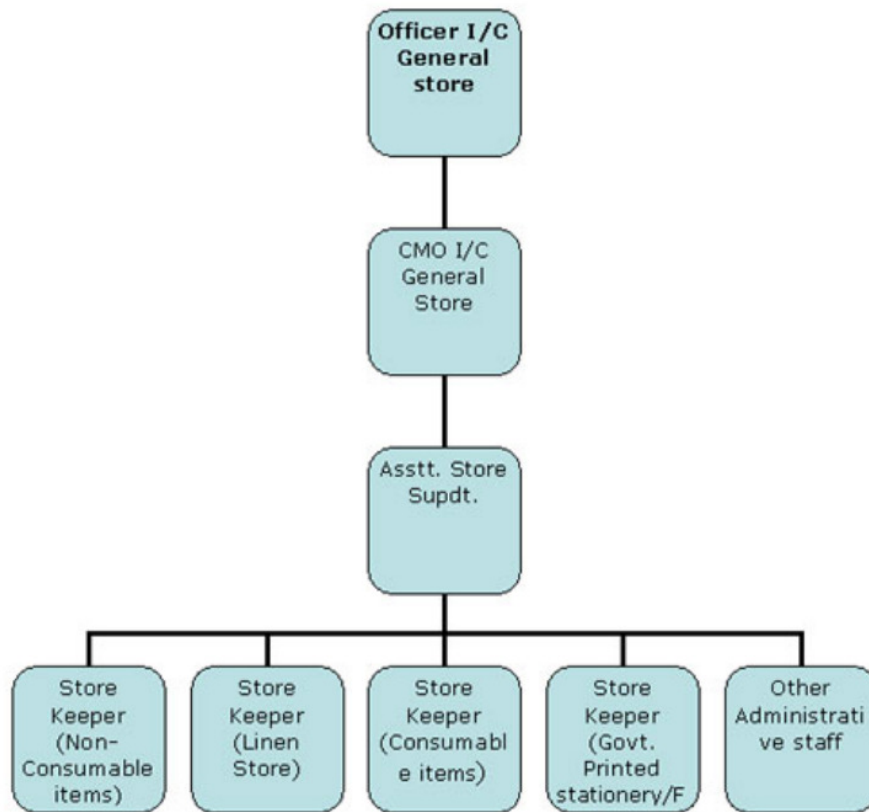 Officer I/C
General
store
CMO I/C
General
Store
Asstt. Store
Supdt.
Store
Keeper
(Non-
Consumable
items)
Store
Keeper
(Linen
Store)
Store
Keeper
(Consumabl
e items)
Store
Keeper
(Govt.
Printed
stationery/F
Other
Administrati
ve staff